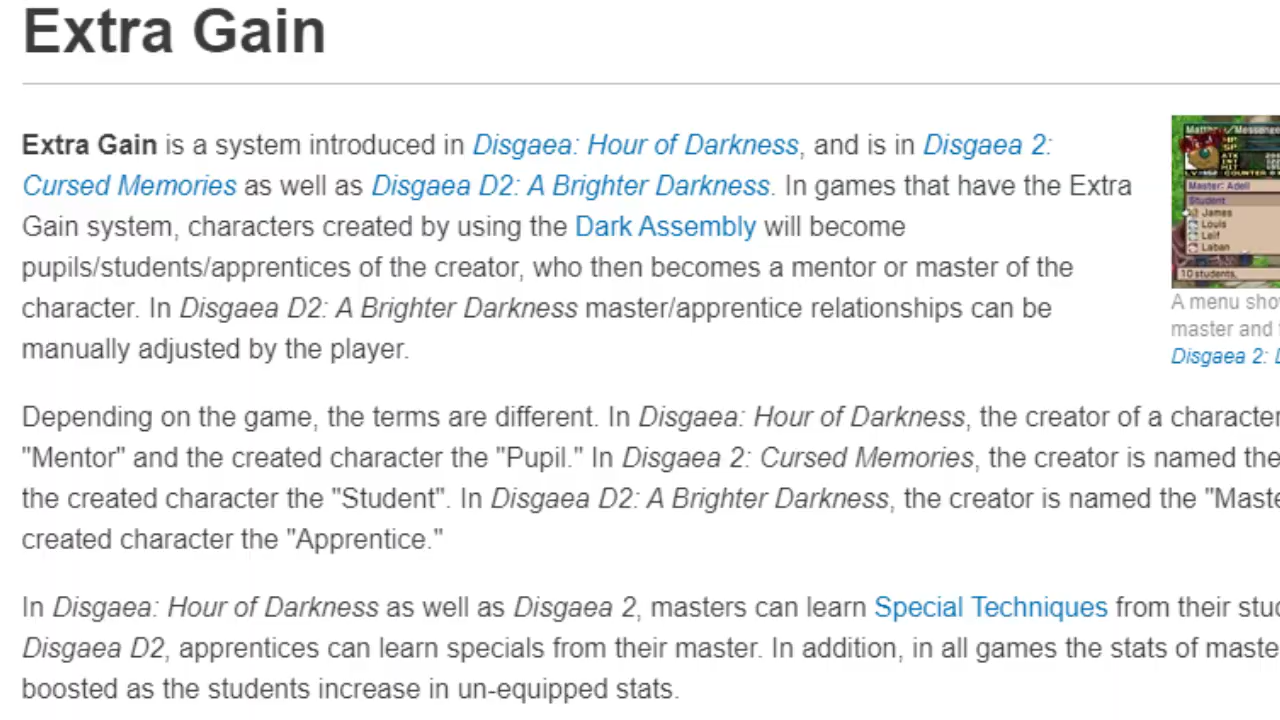 Extra Gain
Extra Gain is a system introduced in Disgaea: Hour of Darkness, and is in Disgaea 2:
Cursed Memories as well as Disgaea D2: A Brighter Darkness. In games that have the Extra
Gain system, characters created by using the Dark Assembly will become
pupils/students/apprentices of the creator, who then becomes a mentor or master of the
character. In Disgaea D2: A Brighter Darkness master/apprentice relationships can be
manually adjusted by the player.
Master: Adell
Student
James
Louis
Leif
Laban
10 students.
A menu sho
master and
Disgaea 2:
Depending on the game, the terms are different. In Disgaea: Hour of Darkness, the creator of a character
"Mentor" and the created character the "Pupil." In Disgaea 2: Cursed Memories, the creator is named the
the created character the "Student". In Disgaea D2: A Brighter Darkness, the creator is named the "Maste
created character the "Apprentice."
In Disgaea: Hour of Darkness as well as Disgaea 2, masters can learn Special Techniques from their stu
Disgaea D2, apprentices can learn specials from their master. In addition, in all games the stats of maste
boosted as the students increase in un-equipped stats.